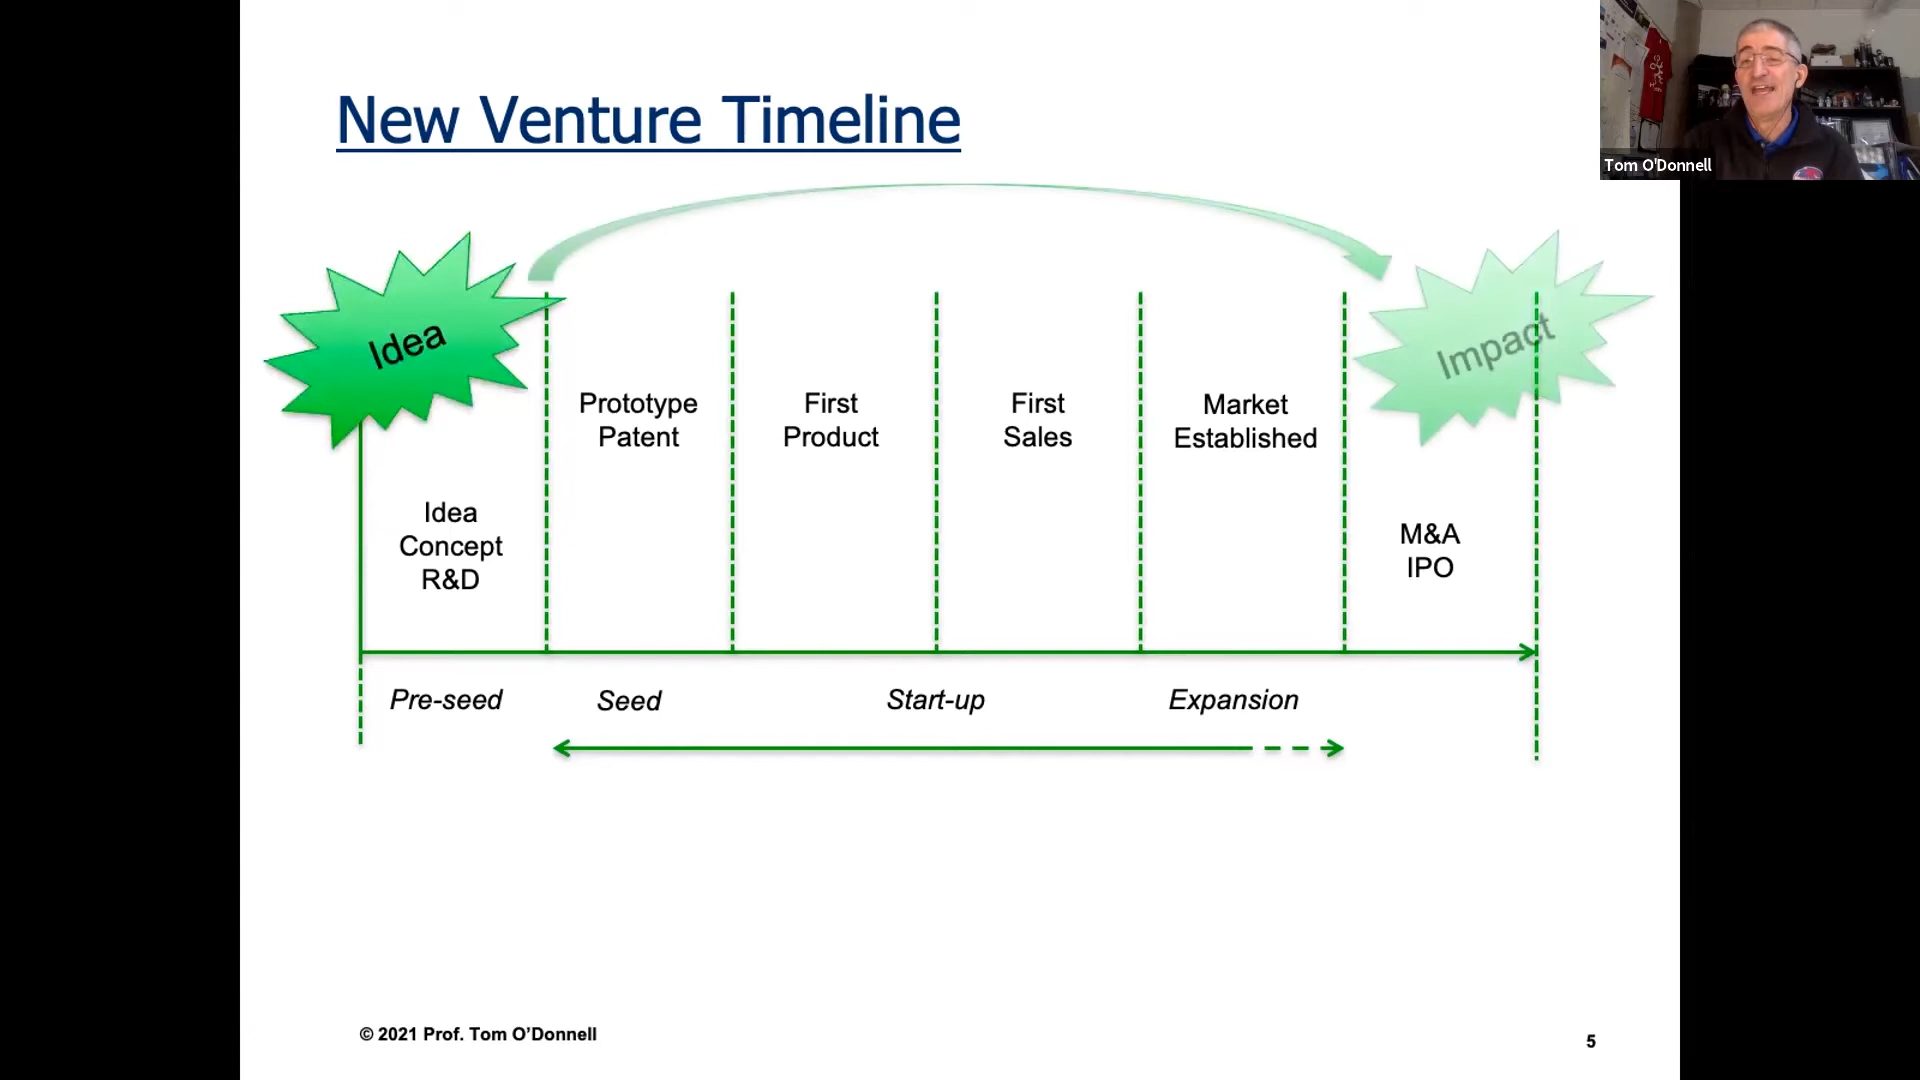 New Venture Timeline
Tom O'Donnell
Idea
Impact
Prototype
Patent
First
Product
First
Sales
Market
Established
Idea
Concept
R&D
M&A
IPO
Pre-seed
Seed
Start-up
Expansion
© 2021 Prof. Tom O’Donnell
5